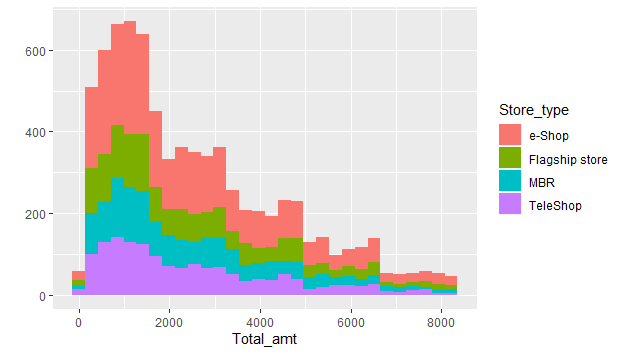 600
400
200
0
0 2000 4000 6000 8000
Total_amt
Store_type
e-Shop
Flagship store
MBR
TeleShop